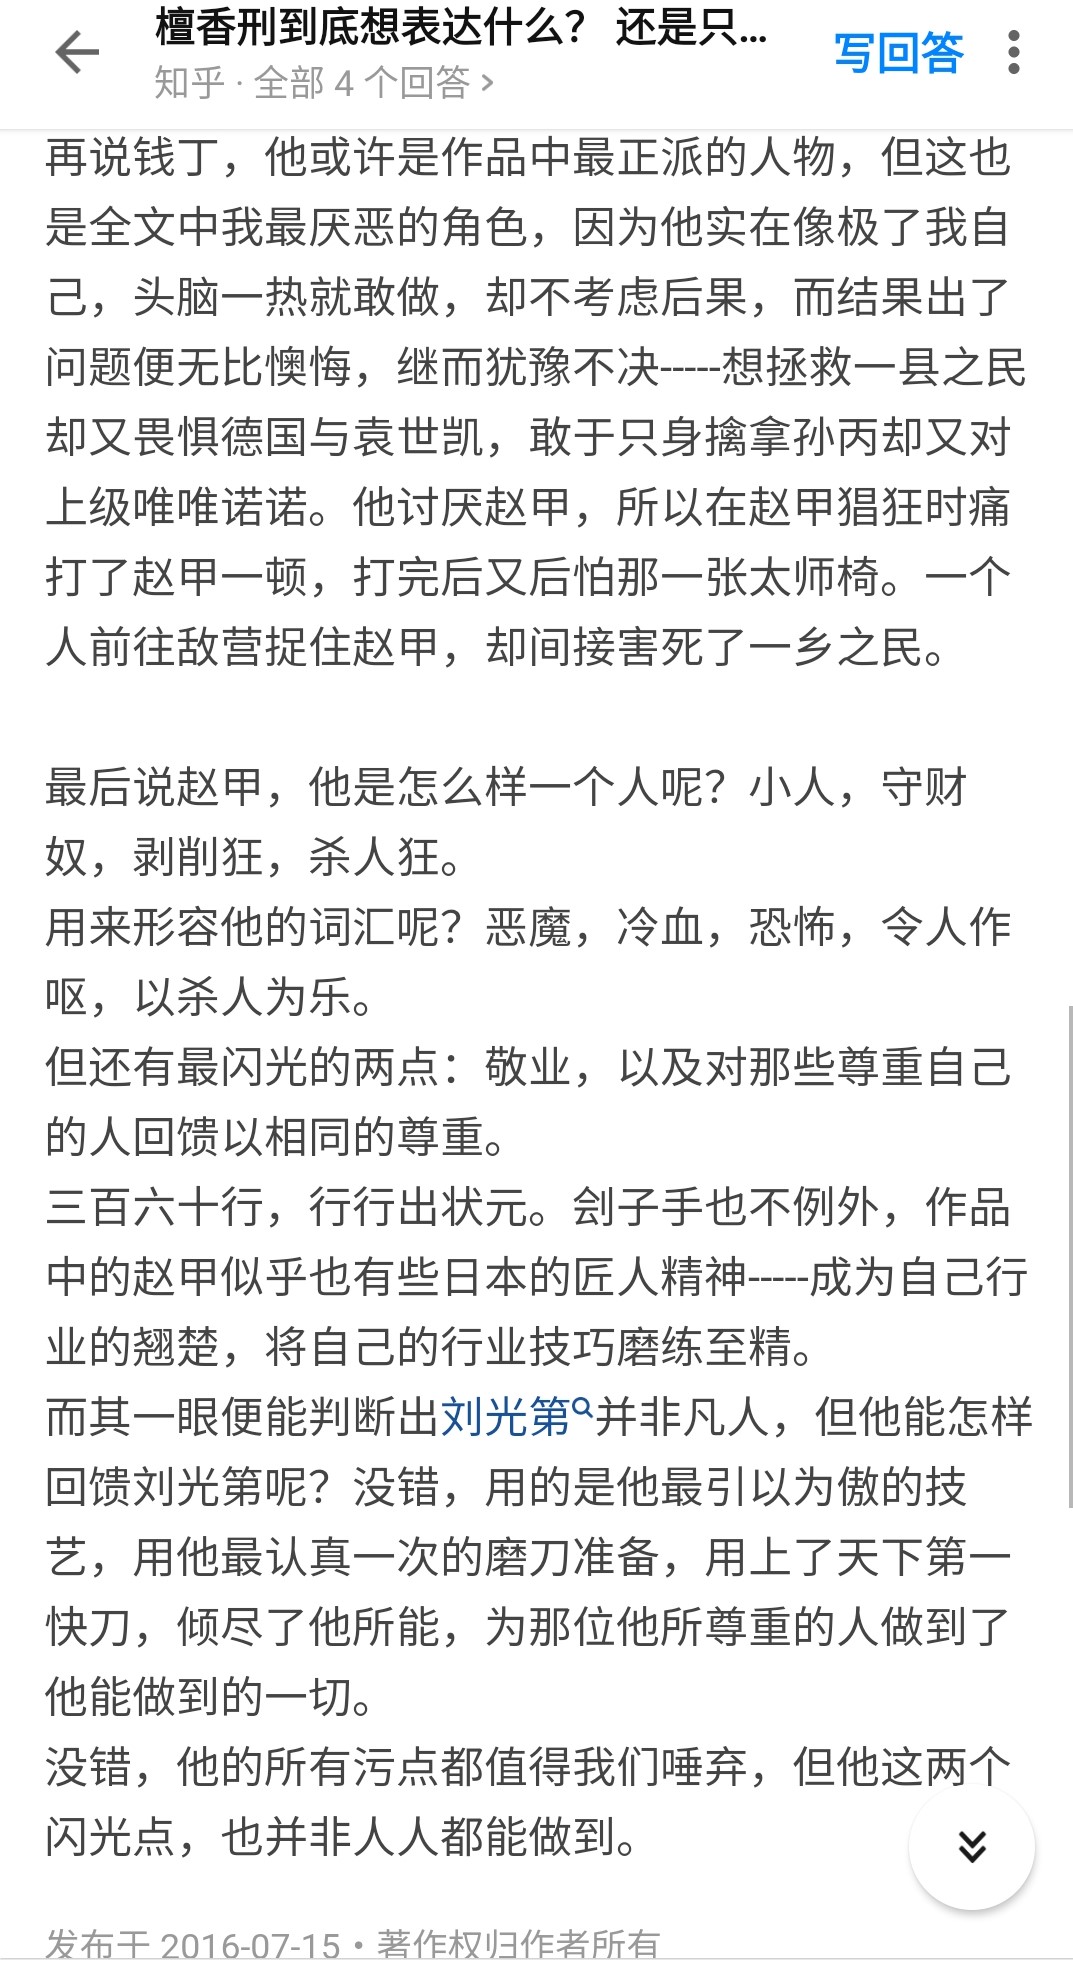 檀香刑到底想表达什么？ 还是只...
写回答
知乎 · 全部 4 个回答 >
再说钱丁，他或许是作品中最正派的人物，但这也
是全文中我最厌恶的角色，因为他实在像极了我自
己，头脑一热就敢做，却不考虑后果，而结果出了
问题便无比懊悔，继而犹豫不决-----想拯救一县之民
却又畏惧德国与袁世凯，敢于只身擒拿孙丙却又对
上级唯唯诺诺。他讨厌赵甲，所以在赵甲猖狂时痛
打了赵甲一顿，打完后又后怕那一张太师椅。一个
人前往敌营捉住赵甲，却间接害死了一乡之民。
最后说赵甲，他是怎么样一个人呢？小人，守财
奴，剥削狂，杀人狂。
用来形容他的词汇呢？恶魔，冷血，恐怖，令人作
呕，以杀人为乐。
但还有最闪光的两点：敬业，以及对那些尊重自己
的人回馈以相同的尊重。
三百六十行，行行出状元。刽子手也不例外，作品
中的赵甲似乎也有些日本的匠人精神-----成为自己行
业的翘楚，将自己的行业技巧磨练至精。
而其一眼便能判断出刘光第并非凡人，但他能怎样
回馈刘光第呢？没错，用的是他最引以为傲的技
艺，用他最认真一次的磨刀准备，用上了天下第一
快刀，倾尽了他所能，为那位他所尊重的人做到了
他能做到的一切。
没错，他的所有污点都值得我们唾弃，但他这两个
闪光点，也并非人人都能做到。
发布于 2016-07-15 • 著作权归作者所有